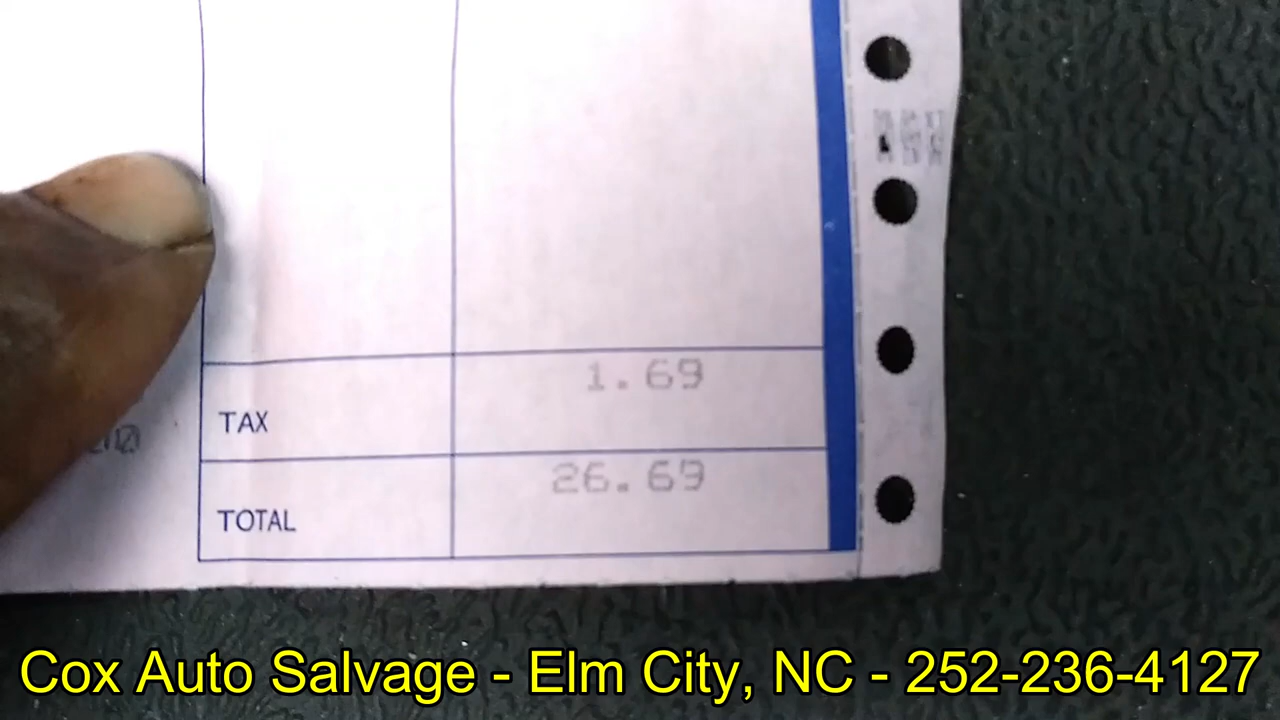 1.69
TAX
26.69
TOTAL
Cox Auto Salvage - Elm City, NC - 252-236-4127